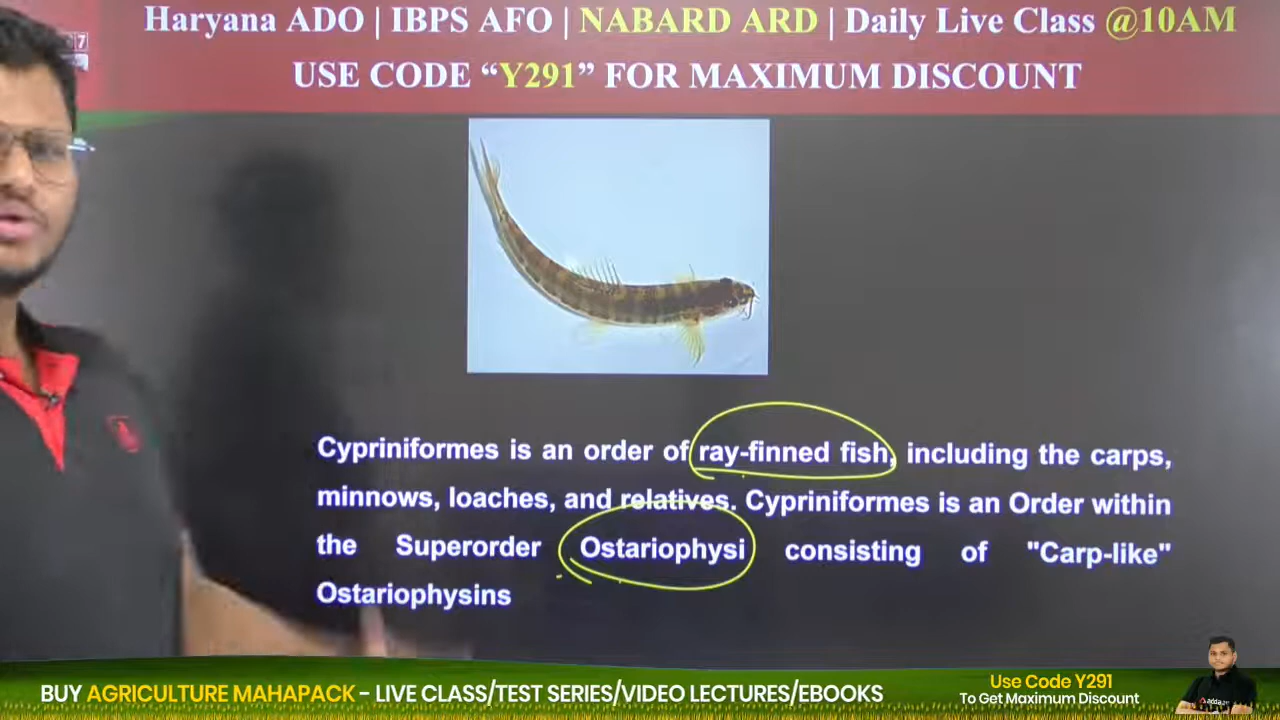 Haryana ADO | IBPS AFO | NABARD ARD | Daily Live Class @10AM
USE CODE “Y291” FOR MAXIMUM DISCOUNT
Cypriniformes is an order of ray-finned fish, including the carps,
minnows, loaches, and relatives. Cypriniformes is an Order within
the Superorder Ostariophysi consisting of "Carp-like"
Ostariophysins
BUY AGRICULTURE MAHAPACK - LIVE CLASS/TEST SERIES/VIDEO LECTURES/EBOOKS
Use Code Y291
To Get Maximum Discount